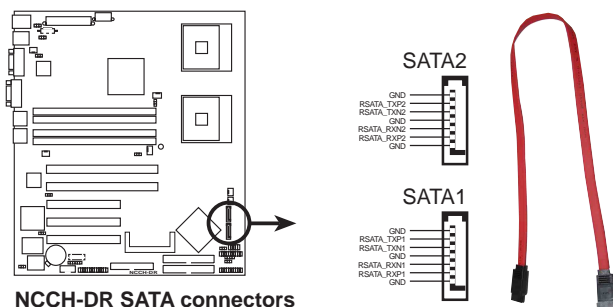 SATA2
GND
RSATA_TXP2
RSATA_TXN2
GND
RSATA_RXN2
RSATA_RXP2
GND
SATA1
GND
RSATA_TXP1
RSATA_TXN1
GND
RSATA_RXN1
RSATA_RXP1
GND
NCCH-DR
NCCH-DR SATA connectors